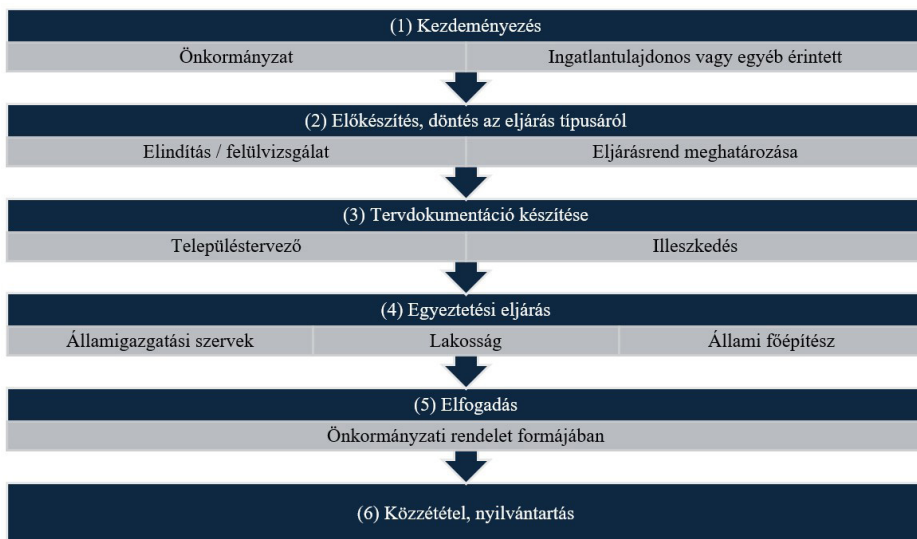 (1) Kezdeményezés
Önkormányzat
Ingatlantulajdonos vagy egyéb érintett
(2) Előkészítés, döntés az eljárás típusáról
Elindítás / felülvizsgálat
Eljárásrend meghatározása
(3) Tervdokumentáció készítése
Településtervező
Illeszkedés
(4) Egyeztetési eljárás
Államigazgatási szervek
Lakosság
Állami főépítész
(5) Elfogadás
Önkormányzati rendelet formájában
(6) Közzététel, nyilvántartás